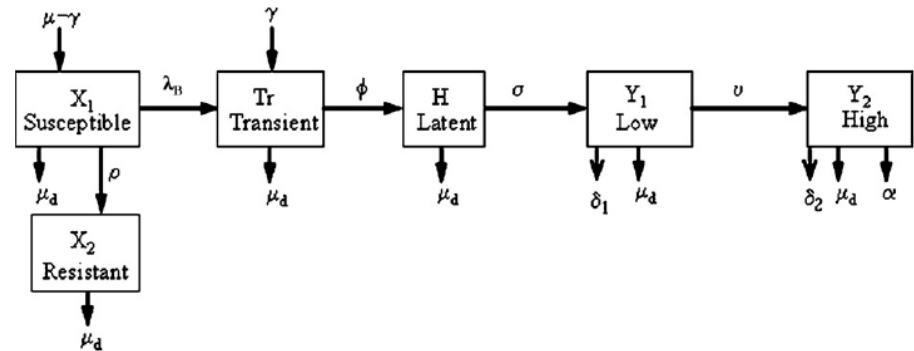 μ−γ
γ
X1
Susceptible
λB
Tr
Transient
ϕ
H
Latent
σ
Y1
Low
υ
Y2
High
μd
ρ
μd
μd
δ1
μd
δ2
μd
α
X2
Resistant
μd